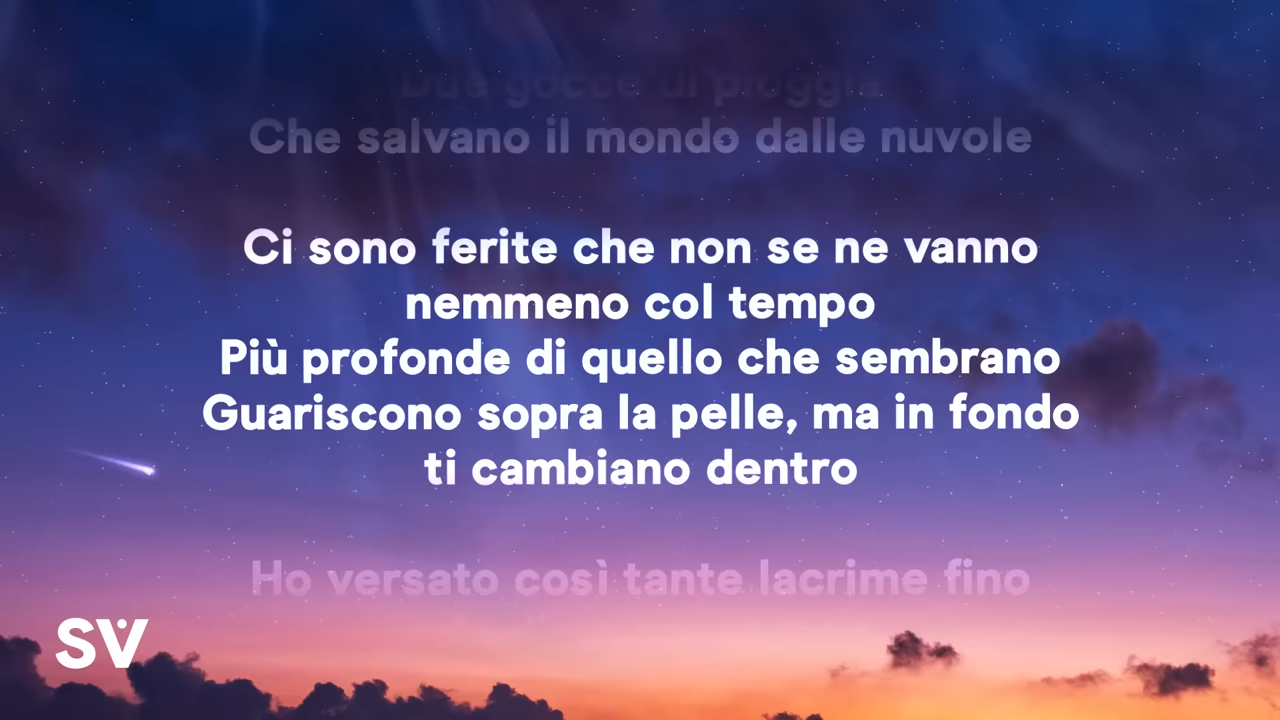 Due gocce di pioggia
Che salvano il mondo dalle nuvole
Ci sono ferite che non se ne vanno
nemmeno col tempo
Più profonde di quello che sembrano
Guariscono sopra la pelle, ma in fondo
ti cambiano dentro
Ho versato così tante lacrime fino
SV